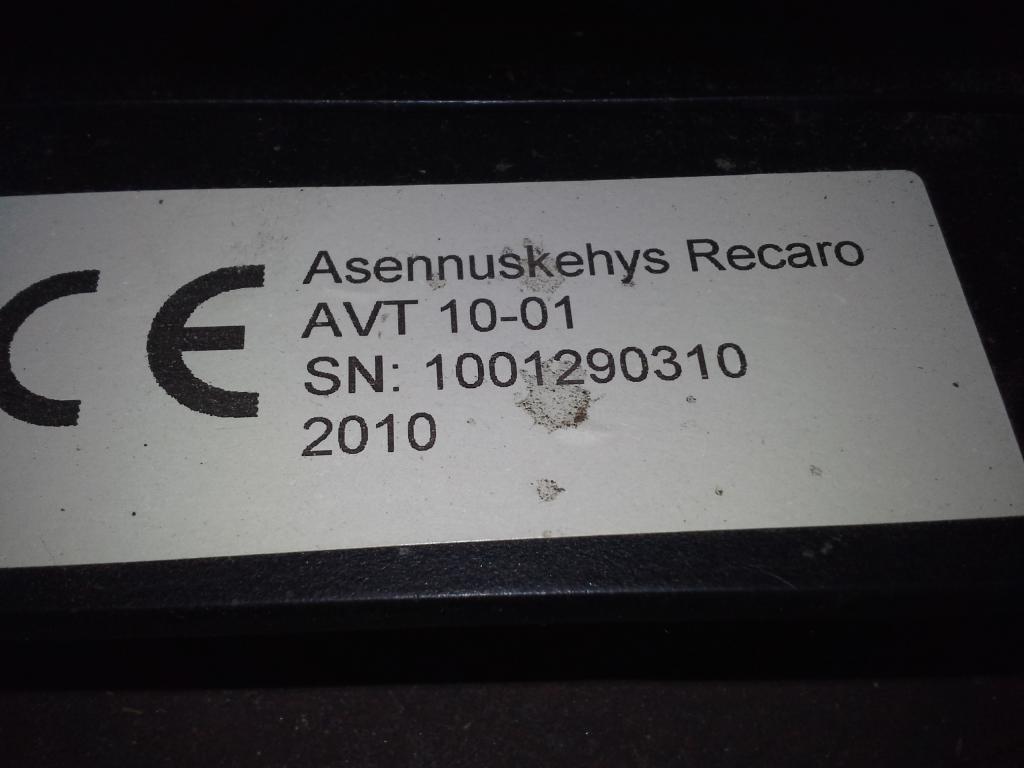 CE
Asennuskehys Recaro
AVT 10-01
SN: 1001290310
2010